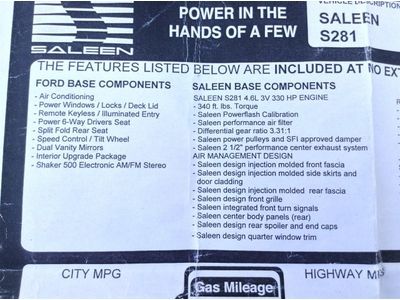 SALEEN
POWER IN THE
HANDS OF A FEW
VEHICLE DESCRIPTION
SALEEN
S281
THE FEATURES LISTED BELOW ARE INCLUDED AT NO EXT
FORD BASE COMPONENTS
- Air Conditioning
- Power Windows / Locks / Deck Lid
- Remote Keyless / Illuminated Entry
- Power 6-Way Drivers Seat
- Split Fold Rear Seat
- Speed Control / Tilt Wheel
- Dual Vanity Mirrors
- Interior Upgrade Package
- Shaker 500 Electronic AM/FM Stereo
SALEEN BASE COMPONENTS
SALEEN S281 4.6L 3V 330 HP ENGINE
- 340 ft. lbs. Torque
- Saleen Powerflash Calibration
- Saleen performance air filter
- Differential gear ratio 3.31:1
- Saleen power pulleys and SFI approved damper
- Saleen 2 1/2" performance center exhaust system
AIR MANAGEMENT DESIGN
- Saleen design injection molded front fascia
- Saleen design injection molded side skirts and
door cladding
- Saleen design injection molded rear fascia
- Saleen design front grille
- Saleen integrated front turn signals
- Saleen center body panels (rear)
- Saleen design rear spoiler and end caps
- Saleen design quarter window trim
CITY MPG
Gas Mileage
HIGHWAY M